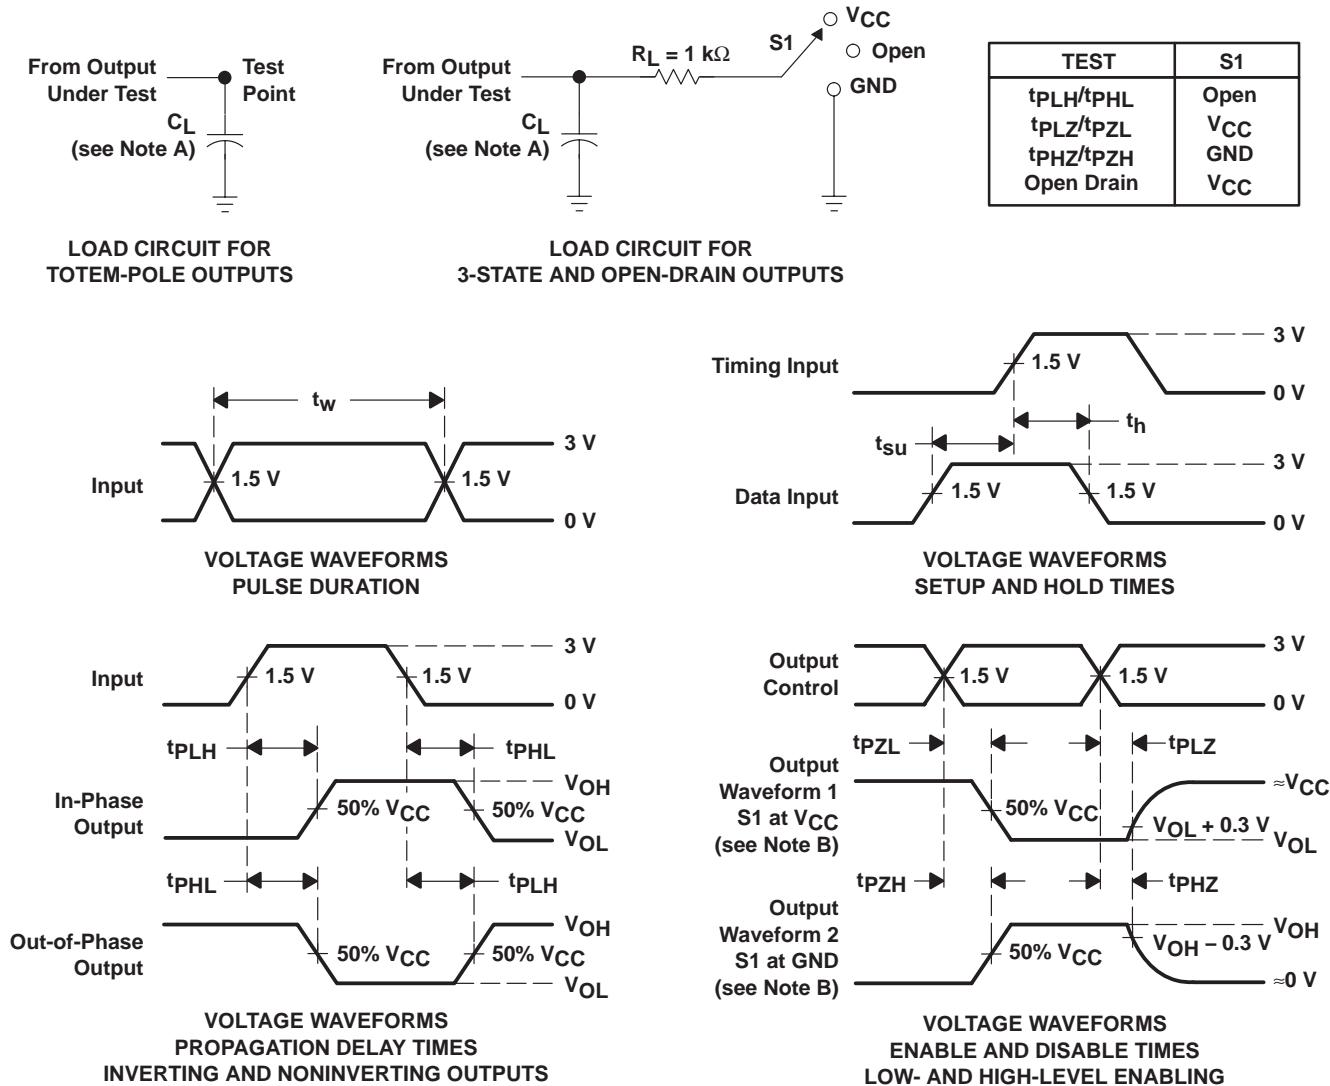 From Output
Under Test
Test
Point
CL
(see Note A)
LOAD CIRCUIT FOR
TOTEM-POLE OUTPUTS
From Output
Under Test
RL = 1 kΩ
S1
VCC
Open
GND
CL
(see Note A)
LOAD CIRCUIT FOR
3-STATE AND OPEN-DRAIN OUTPUTS
TEST S1
tPLH/tPHL Open
tPLZ/tPZL VCC
tPHZ/tPZH GND
Open Drain VCC
tw
Input
1.5 V
1.5 V
3 V
0 V
VOLTAGE WAVEFORMS
PULSE DURATION
Timing Input
1.5 V
3 V
0 V
tsu
th
Data Input
1.5 V
1.5 V
3 V
0 V
VOLTAGE WAVEFORMS
SETUP AND HOLD TIMES
Input
1.5 V
1.5 V
3 V
0 V
tPLH
tPHL
In-Phase
Output
50% VCC
50% VCC
VOH
VOL
tPHL
tPLH
Out-of-Phase
Output
50% VCC
50% VCC
VOH
VOL
VOLTAGE WAVEFORMS
PROPAGATION DELAY TIMES
INVERTING AND NONINVERTING OUTPUTS
Output
Control
1.5 V
1.5 V
3 V
0 V
tPZL
tPLZ
Output
Waveform 1
S1 at VCC
(see Note B)
50% VCC
VOL + 0.3 V
≈VCC
VOL
tPZH
tPHZ
Output
Waveform 2
S1 at GND
(see Note B)
50% VCC
VOH − 0.3 V
VOH
≈0 V
VOLTAGE WAVEFORMS
ENABLE AND DISABLE TIMES
LOW- AND HIGH-LEVEL ENABLING